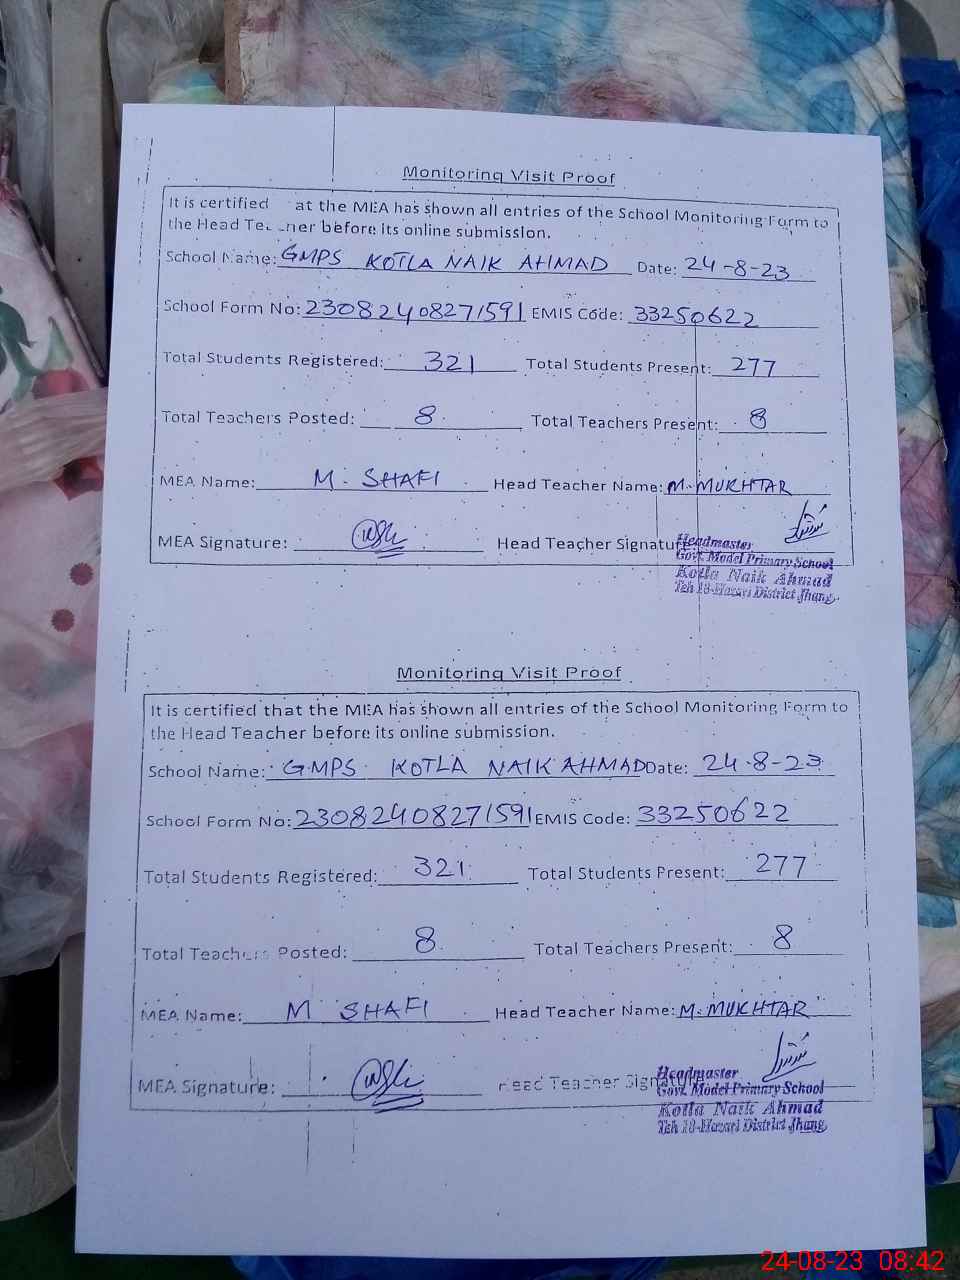 Monitoring Visit Proof
It is certified at the MEA has shown all entries of the School Monitoring Form to
the Head Teacher before its online submission.
School Name: GMPS KOTLA NAIK AHMAD Date: 24-8-23
School Form No: 23082408271591 EMIS Code: 33250622
Total Students Registered: 321 Total Students Present: 277
Total Teachers Posted: 8 Total Teachers Present: 8
MEA Name: M. SHAFI Head Teacher Name: M. MUKHTAR
MEA Signature: Head Teacher Signature
Headmaster
Govt. Model Primary School
Kotla Naik Ahmad
Teh 18-Hazari District Jhang
Monitoring Visit Proof
It is certified that the MEA has shown all entries of the School Monitoring Form to
the Head Teacher before its online submission.
School Name: GMPS KOTLA NAIK AHMAD Date: 24-8-23
School Form No: 23082408271591 EMIS Code: 33250622
Total Students Registered: 321 Total Students Present: 277
Total Teachers Posted: 8 Total Teachers Present: 8
MEA Name: M SHAFI Head Teacher Name: M. MUKHTAR
MEA Signature: Head Teacher Signature
Headmaster
Govt. Model Primary School
Kotla Naik Ahmad
Teh 18-Hazari District Jhang
24-08-23 08:42